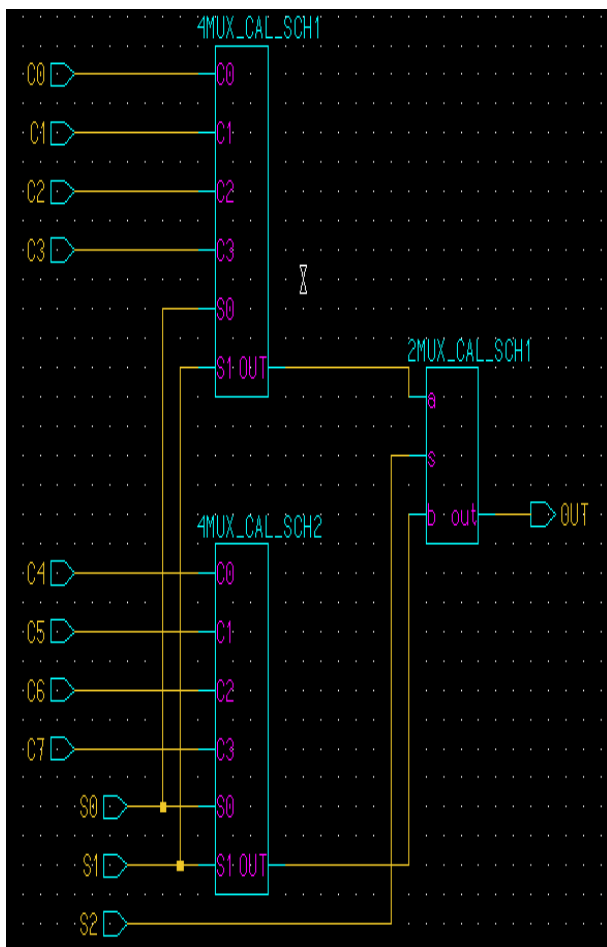 4MUX_CAL_SCH1
C0 C0
C1 C1
C2 C2
C3 C3
S0
S1 OUT
2MUX_CAL_SCH1
a
s
b out OUT
4MUX_CAL_SCH2
C4 C0
C5 C1
C6 C2
C7 C3
S0 S0
S1 S1 OUT
S2